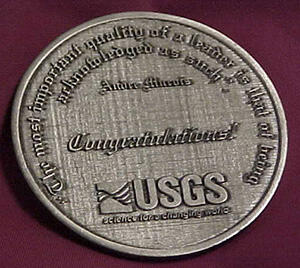 "The most important quality of a leader is that of being
acknowledged as such"
Andre Maurois
Congratulations!
USGS
science for a changing world